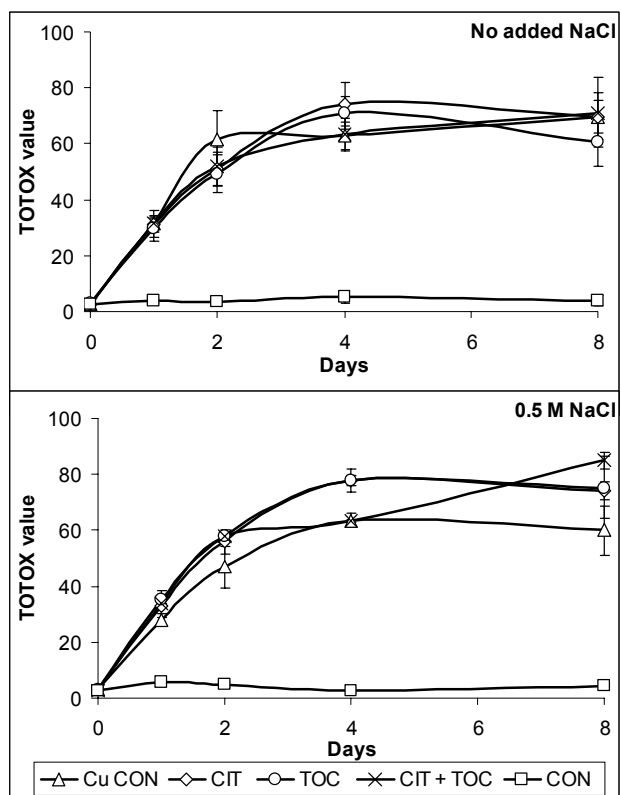 No added NaCl
100
80
60
40
20
0
TOTOX value
0 2 4 6 8
Days
0.5 M NaCl
100
80
60
40
20
0
TOTOX value
0 2 4 6 8
Days
Cu CON CIT TOC CIT + TOC CON